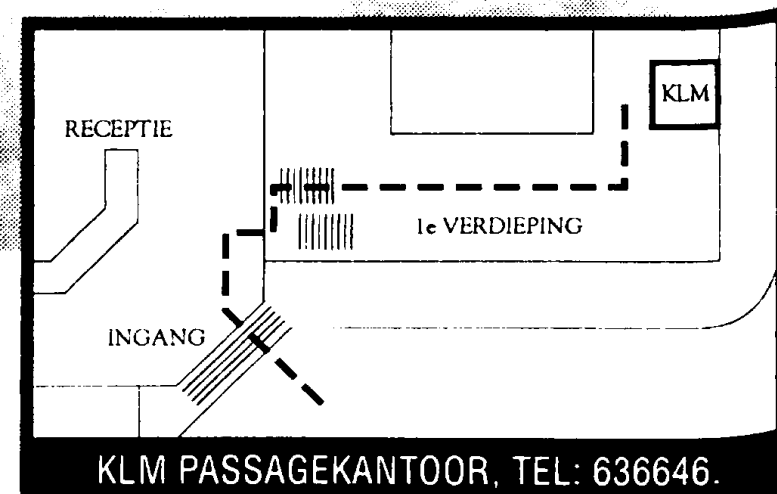 KLM
RECEPTIE
1e VERDIEPING
INGANG
KLM PASSAGEKANTOOR, TEL: 636646.